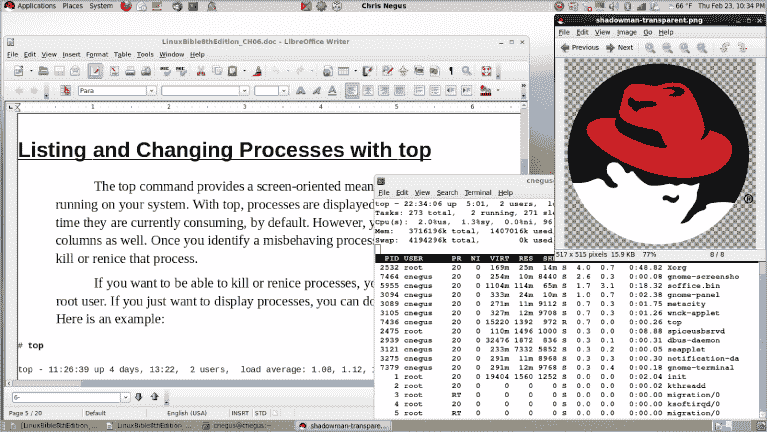 Applications Places System Chris Negus 66 °F Thu Feb 23, 10:34 PM
LinuxBible8thEdition_CH06.doc - LibreOffice Writer
File Edit View Insert Format Table Tools Window Help
Para
1 2 3 4 5 6
Listing and Changing Processes with top
The top command provides a screen-oriented mean
running on your system. With top, processes are displayed
time they are currently consuming, by default. However, y
columns as well. Once you identify a misbehaving proces
kill or renice that process.
If you want to be able to kill or renice processes, yo
root user. If you just want to display processes, you can do
Here is an example:
# top
top - 11:26:39 up 4 days, 13:22, 2 users, load average: 1.08, 1.12,
Page 5 / 20 Default English (USA) INSRT STD
shadowman-transparent.png
File Edit View Image Go Help
Previous Next
517 x 515 pixels 15.9 KB 77% 8 / 8
cnegus
File Edit View Search Terminal Help
top - 22:34:06 up 5:01, 2 users, l
Tasks: 273 total, 2 running, 271 sl
Cpu(s): 2.0%us, 1.3%sy, 0.0%ni, 96
Mem: 3716196k total, 1407016k used
Swap: 4194296k total, 0k used
PID USER PR NI VIRT RES SH
2532 root 20 0 169m 25m 14m S 4.0 0.7 0:48.82 Xorg
7464 cnegus 20 0 254m 10m 8440 S 2.6 0.3 0:00.08 gnome-screensho
5955 cnegus 20 0 1104m 114m 65m S 1.7 3.1 0:18.32 soffice.bin
3094 cnegus 20 0 333m 24m 10m S 1.0 0.7 0:02.38 gnome-panel
3089 cnegus 20 0 271m 11m 9112 S 0.7 0.3 0:01.75 metacity
3105 cnegus 20 0 327m 12m 9708 S 0.7 0.3 0:01.26 wnck-applet
7436 cnegus 20 0 15220 1392 972 R 0.7 0.0 0:00.26 top
2475 root 20 0 110m 1496 1000 S 0.3 0.0 0:08.88 spiceusbsrvd
2939 cnegus 20 0 32476 1872 836 S 0.3 0.1 0:00.31 dbus-daemon
3121 cnegus 20 0 233m 7332 5852 S 0.3 0.2 0:00.05 seapplet
3275 cnegus 20 0 291m 11m 8968 S 0.3 0.3 0:00.30 notification-da
7379 cnegus 20 0 291m 12m 9768 S 0.3 0.4 0:00.18 gnome-terminal
1 root 20 0 19404 1560 1252 S 0.0 0.0 0:02.04 init
2 root 20 0 0 0 0 S 0.0 0.0 0:00.02 kthreadd
3 root RT 0 0 0 0 S 0.0 0.0 0:00.00 migration/0
4 root 20 0 0 0 0 S 0.0 0.0 0:00.02 ksoftirqd/0
5 root RT 0 0 0 0 S 0.0 0.0 0:00.00 migration/0
[LinuxBible8thEdition_... LinuxBible8thEdition_C... cnegus@cnegus:~ shadowman-transpare...